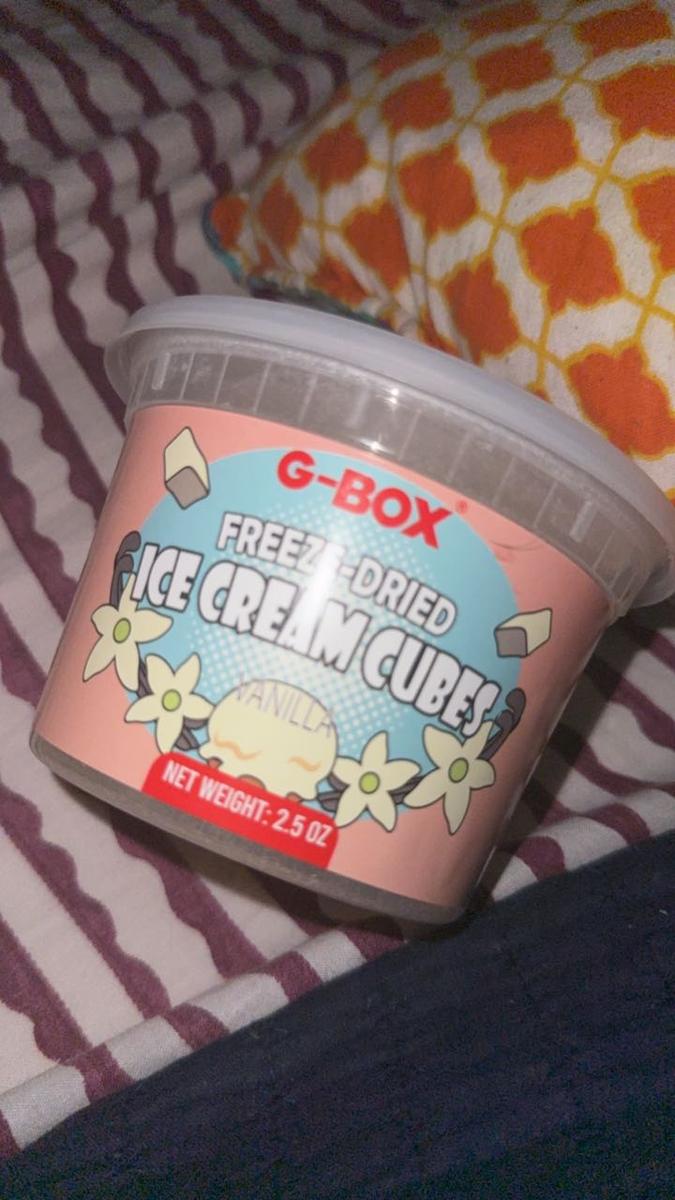 G-BOX®
FREEZE-DRIED
ICE CREAM CUBES
VANILLA
NET WEIGHT: 2.5 OZ